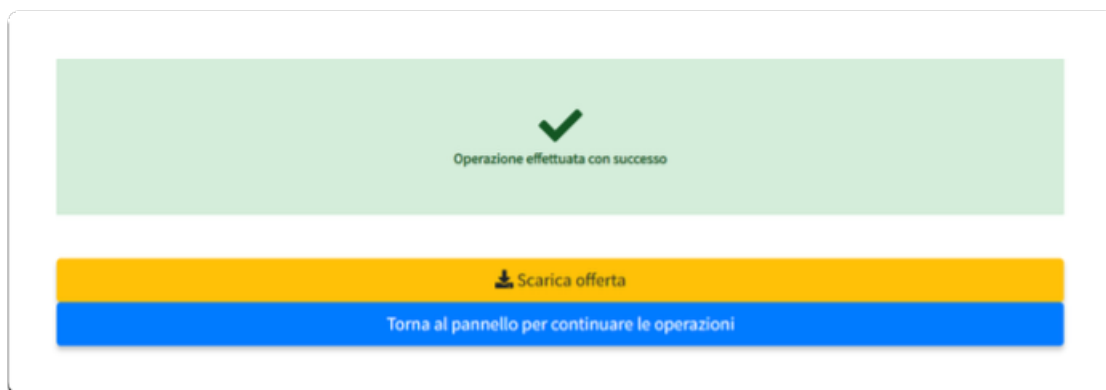 Operazione effettuata con successo
Scarica offerta
Torna al pannello per continuare le operazioni